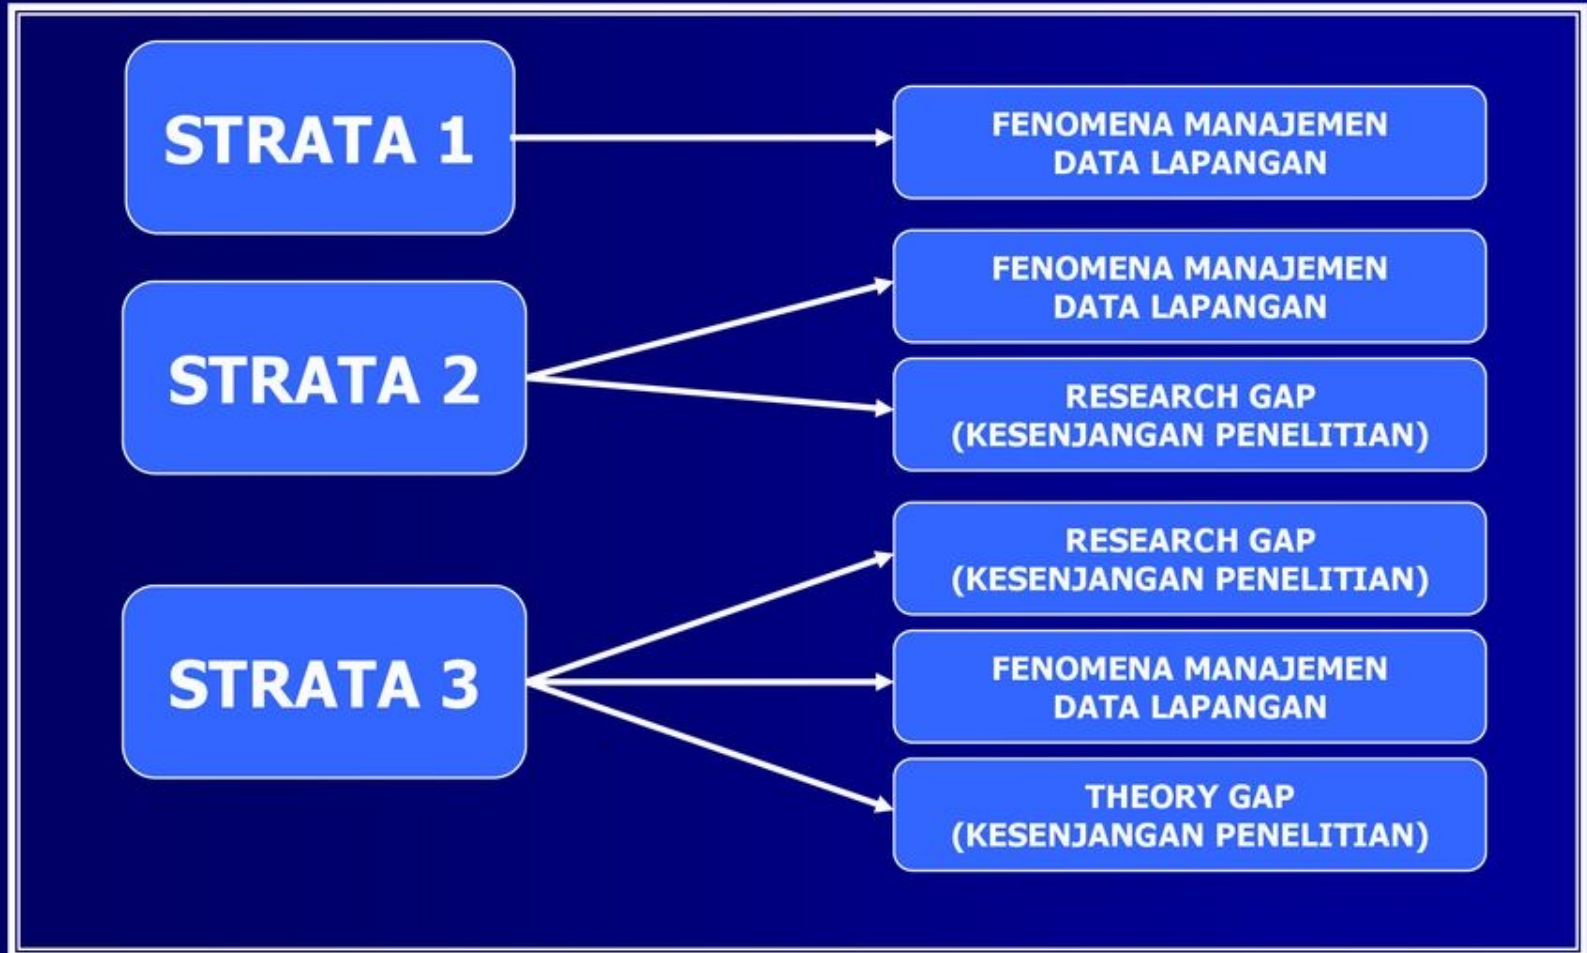 STRATA 1
FENOMENA MANAJEMEN
DATA LAPANGAN
STRATA 2
FENOMENA MANAJEMEN
DATA LAPANGAN
RESEARCH GAP
(KESENJANGAN PENELITIAN)
STRATA 3
RESEARCH GAP
(KESENJANGAN PENELITIAN)
FENOMENA MANAJEMEN
DATA LAPANGAN
THEORY GAP
(KESENJANGAN PENELITIAN)